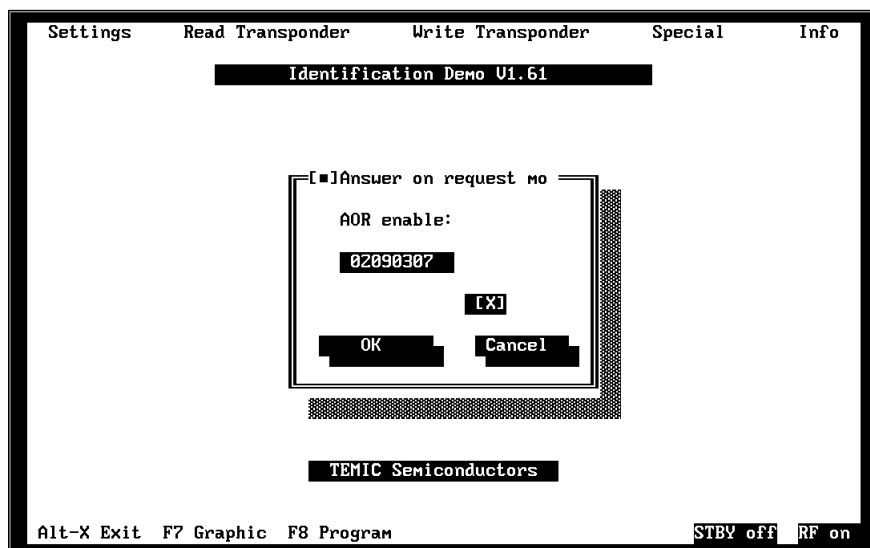 Settings Read Transponder Write Transponder Special Info
Identification Demo V1.61
[■]Answer on request mo
AOR enable:
02090307
[X]
OK Cancel
TEMIC Semiconductors
Alt-X Exit F7 Graphic F8 Program STBY off RF on